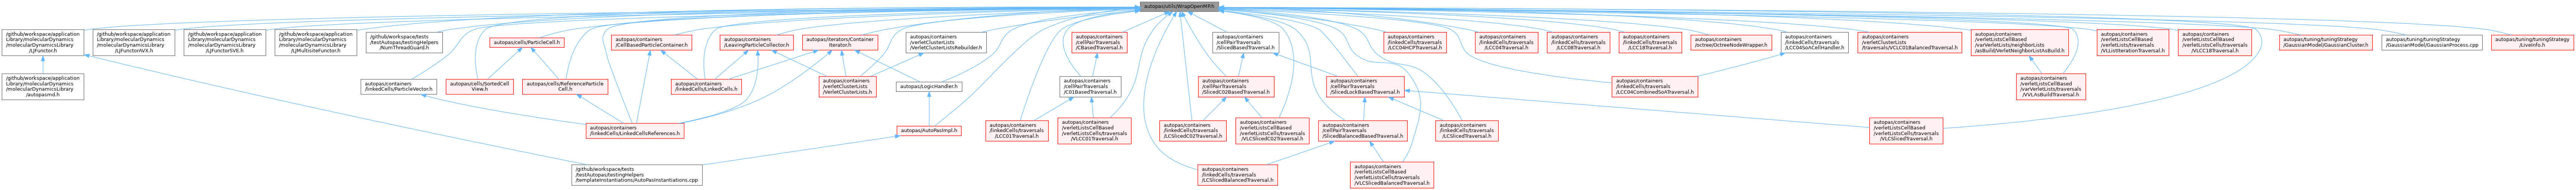 autopas/utils/WrapOpenMP.h
/github/workspace/application
Library/molecularDynamics
/molecularDynamicsLibrary
/LJFunctor.h
/github/workspace/application
Library/molecularDynamics
/molecularDynamicsLibrary
/LJFunctorAVX.h
/github/workspace/application
Library/molecularDynamics
/molecularDynamicsLibrary
/LJFunctorSVE.h
/github/workspace/application
Library/molecularDynamics
/molecularDynamicsLibrary
/LJMultisiteFunctor.h
/github/workspace/tests
/testAutopas/testingHelpers
/NumThreadGuard.h
autopas/cells/ParticleCell.h
autopas/containers
/CellBasedParticleContainer.h
autopas/containers
/LeavingParticleCollector.h
autopas/iterators/Container
Iterator.h
autopas/containers
/verletClusterLists
/VerletClusterListsRebuilder.h
autopas/containers
/cellPairTraversals
/CBasedTraversal.h
autopas/containers
/cellPairTraversals
/SlicedBasedTraversal.h
autopas/containers
/linkedCells/traversals
/LCC04HCPTraversal.h
autopas/containers
/linkedCells/traversals
/LCC04Traversal.h
autopas/containers
/linkedCells/traversals
/LCC08Traversal.h
autopas/containers
/linkedCells/traversals
/LCC18Traversal.h
autopas/containers
/octree/OctreeNodeWrapper.h
autopas/containers
/linkedCells/traversals
/LCC04SoACellHandler.h
autopas/containers
/verletClusterLists
/traversals/VCLC01BalancedTraversal.h
autopas/containers
/verletListsCellBased
/varVerletLists/neighborLists
/asBuild/VerletNeighborListAsBuild.h
autopas/containers
/verletListsCellBased
/verletLists/traversals
/VLListIterationTraversal.h
autopas/containers
/verletListsCellBased
/verletListsCells/traversals
/VLCC18Traversal.h
autopas/tuning/tuningStrategy
/GaussianModel/GaussianCluster.h
autopas/tuning/tuningStrategy
/GaussianModel/GaussianProcess.cpp
autopas/tuning/tuningStrategy
/LiveInfo.h
/github/workspace/application
Library/molecularDynamics
/molecularDynamicsLibrary
/autopasmd.h
autopas/containers
/linkedCells/ParticleVector.h
autopas/cells/SortedCell
View.h
autopas/cells/ReferenceParticle
Cell.h
autopas/containers
/linkedCells/LinkedCells.h
autopas/containers
/verletClusterLists
/VerletClusterLists.h
autopas/LogicHandler.h
autopas/containers
/cellPairTraversals
/C01BasedTraversal.h
autopas/containers
/cellPairTraversals
/SlicedC02BasedTraversal.h
autopas/containers
/cellPairTraversals
/SlicedLockBasedTraversal.h
autopas/containers
/linkedCells/traversals
/LCC04CombinedSoATraversal.h
autopas/containers
/verletListsCellBased
/varVerletLists/traversals
/VVLAsBuildTraversal.h
autopas/containers
/linkedCells/LinkedCellsReferences.h
autopas/AutoPasImpl.h
autopas/containers
/linkedCells/traversals
/LCC01Traversal.h
autopas/containers
/verletListsCellBased
/verletListsCells/traversals
/VLCC01Traversal.h
autopas/containers
/linkedCells/traversals
/LCSlicedC02Traversal.h
autopas/containers
/verletListsCellBased
/verletListsCells/traversals
/VLCSlicedC02Traversal.h
autopas/containers
/cellPairTraversals
/SlicedBalancedBasedTraversal.h
autopas/containers
/linkedCells/traversals
/LCSlicedTraversal.h
autopas/containers
/verletListsCellBased
/verletListsCells/traversals
/VLCSlicedTraversal.h
/github/workspace/tests
/testAutopas/testingHelpers
/templateInstantiations/AutoPasInstantiations.cpp
autopas/containers
/linkedCells/traversals
/LCSlicedBalancedTraversal.h
autopas/containers
/verletListsCellBased
/verletListsCells/traversals
/VLCSlicedBalancedTraversal.h